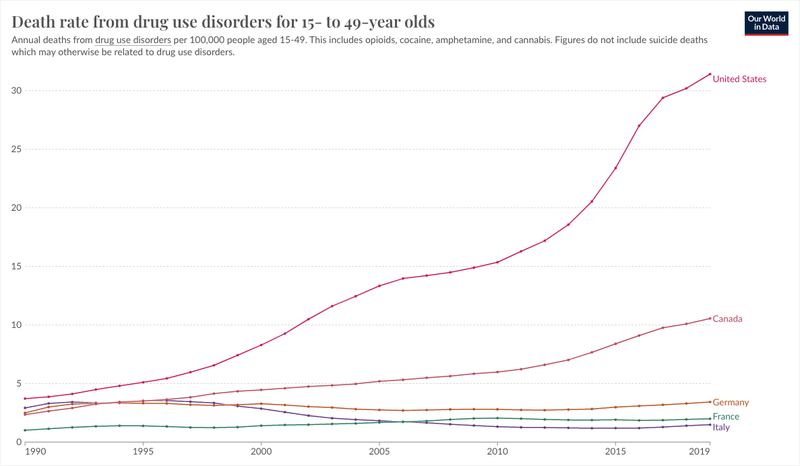 Death rate from drug use disorders for 15- to 49-year olds
Our World
in Data
Annual deaths from drug use disorders per 100,000 people aged 15-49. This includes opioids, cocaine, amphetamine, and cannabis. Figures do not include suicide deaths
which may otherwise be related to drug use disorders.
30
25
20
15
10
5
0
United States
Canada
Germany
France
Italy
1990
1995
2000
2005
2010
2015
2019